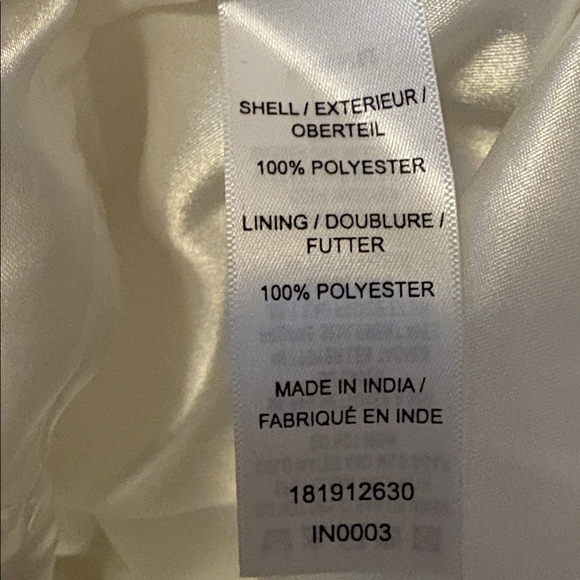 SHELL / EXTERIEUR /
OBERTEIL
100% POLYESTER
LINING / DOUBLURE /
FUTTER
100% POLYESTER
MADE IN INDIA /
FABRIQUÉ EN INDE
181912630
IN0003